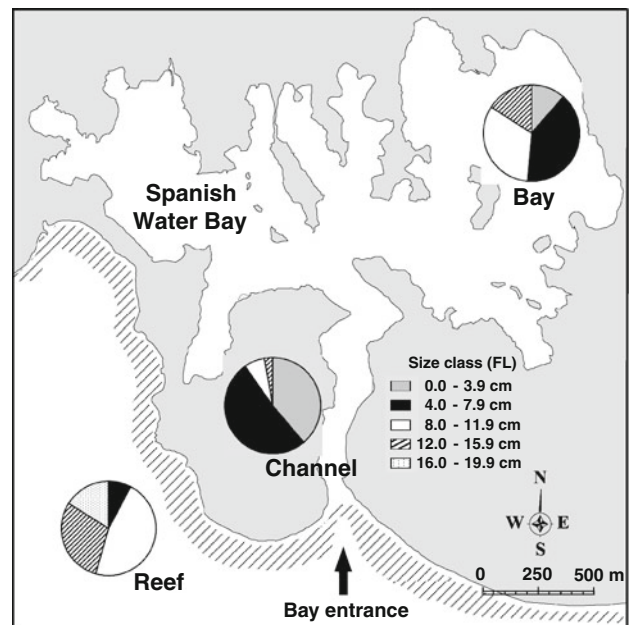 Bay
Spanish
Water Bay
Size class (FL)
0.0 - 3.9 cm
4.0 - 7.9 cm
8.0 - 11.9 cm
12.0 - 15.9 cm
16.0 - 19.9 cm
Channel
N
W E
S
Reef
0 250 500 m
Bay entrance